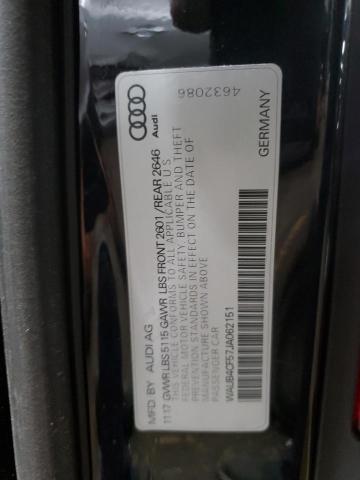 MFD. BY AUDI AG
Audi
11.17 GVWR LBS 5115 GAWR LBS FRONT 2601/REAR 2646
THIS VEHICLE CONFORMS TO ALL APPLICABLE U S
FEDERAL MOTOR VEHICLE SAFETY, BUMPER AND THEFT
PREVENTION STANDARDS IN EFFECT ON THE DATE OF
MANUFACTURE SHOWN ABOVE.
PASSENGER CAR
4632086
WAUB4CF57JA062151
GERMANY